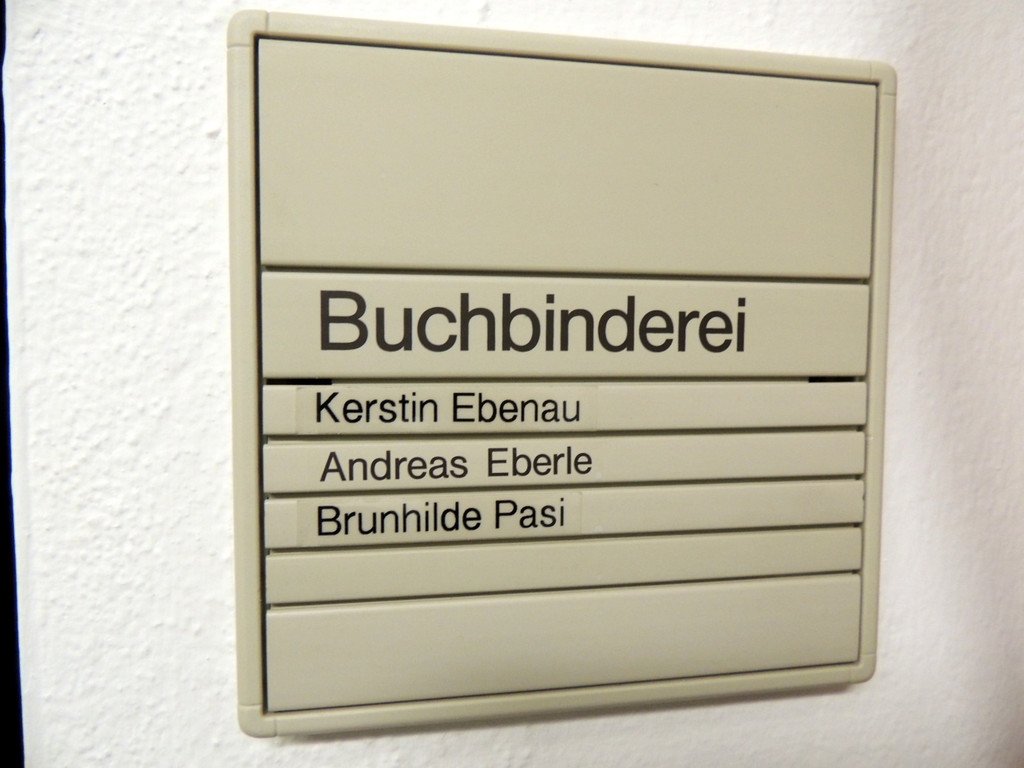 Buchbinderei
Kerstin Ebenau
Andreas Eberle
Brunhilde Pasi